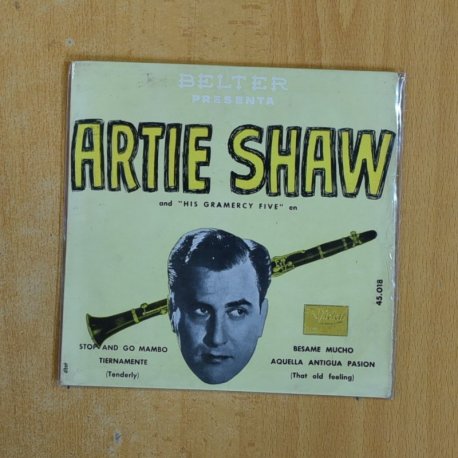 BELTER
PRESENTA
ARTIE SHAW
and "HIS GRAMERCY FIVE" en
45.018
STOP AND GO MAMBO
TIERNAMENTE
(Tenderly)
BESAME MUCHO
AQUELLA ANTIGUA PASION
(That old feeling)